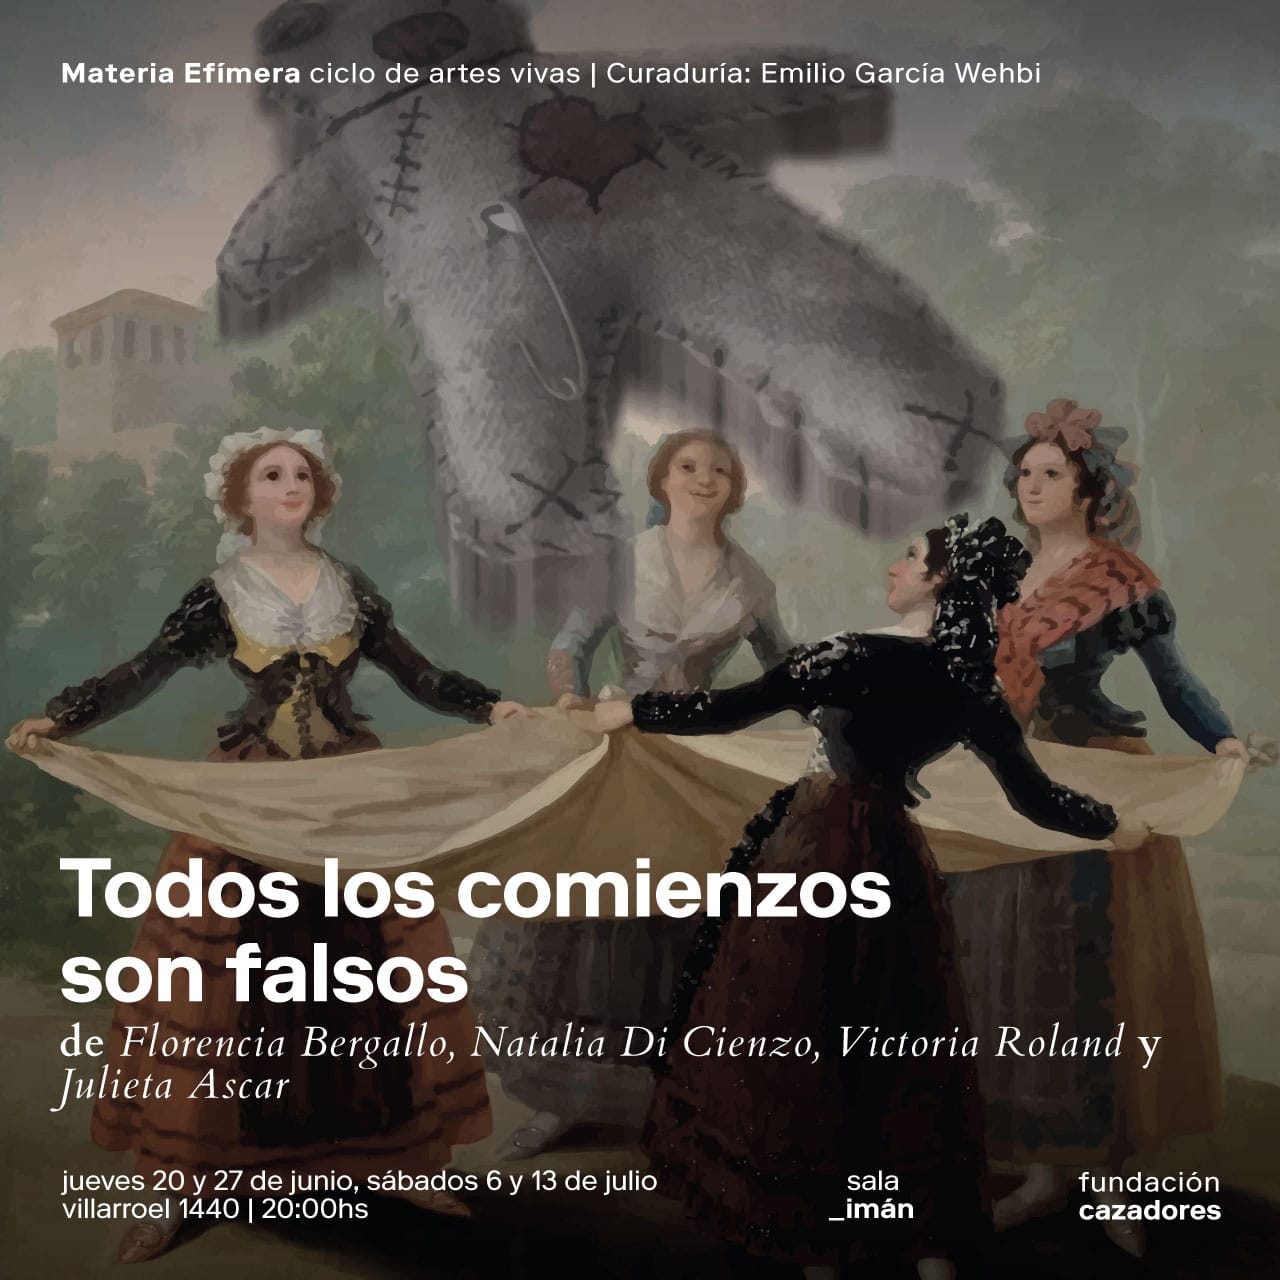 Materia Efímera ciclo de artes vivas | Curaduría: Emilio García Wehbi
Todos los comienzos
son falsos
de Florencia Bergallo, Natalia Di Cienzo, Victoria Roland y
Julieta Ascar
jueves 20 y 27 de junio, sábados 6 y 13 de julio
villarroel 1440 | 20:00hs
sala
_imán
fundación
cazadores